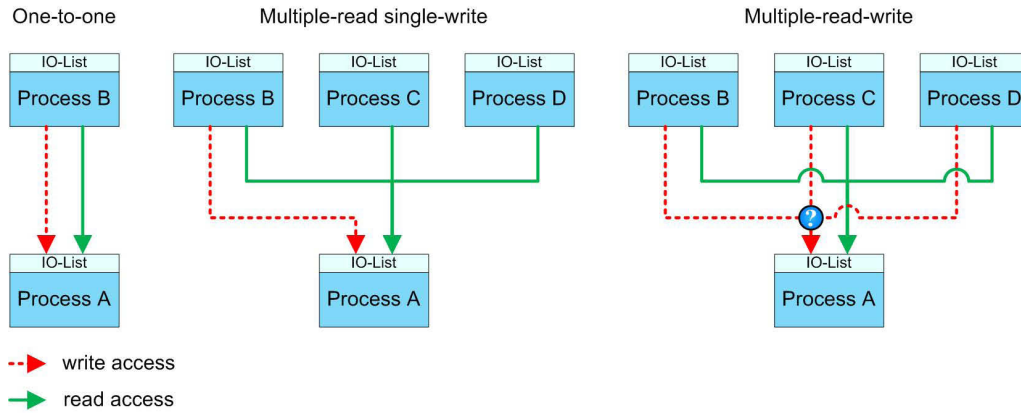 One-to-one
Multiple-read single-write
Multiple-read-write
IO-List
Process B
IO-List
Process B
IO-List
Process C
IO-List
Process D
IO-List
Process B
IO-List
Process C
IO-List
Process D
?
IO-List
Process A
IO-List
Process A
IO-List
Process A
write access
read access